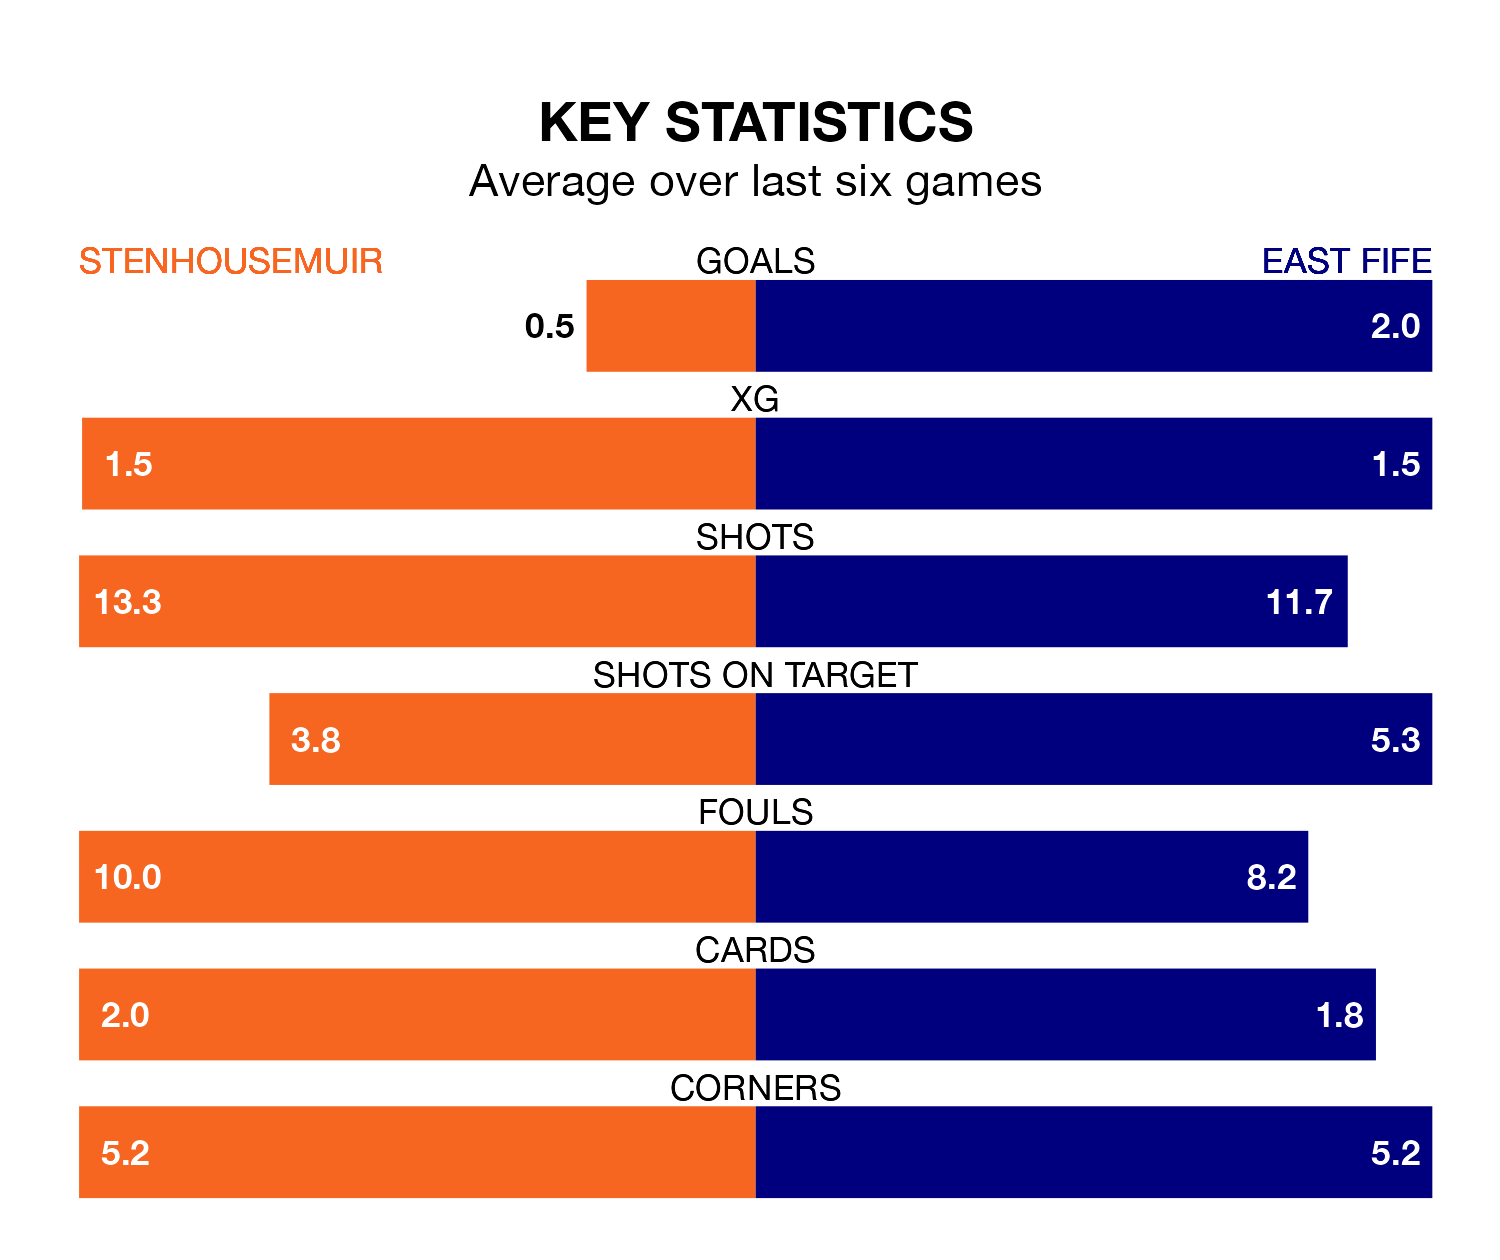 KEY STATISTICS
Average over last six games
STENHOUSEMUIR GOALS EAST FIFE
0.5 2.0
XG
1.5 1.5
SHOTS
13.3 11.7
SHOTS ON TARGET
3.8 5.3
FOULS
10.0 8.2
CARDS
2.0 1.8
CORNERS
5.2 5.2